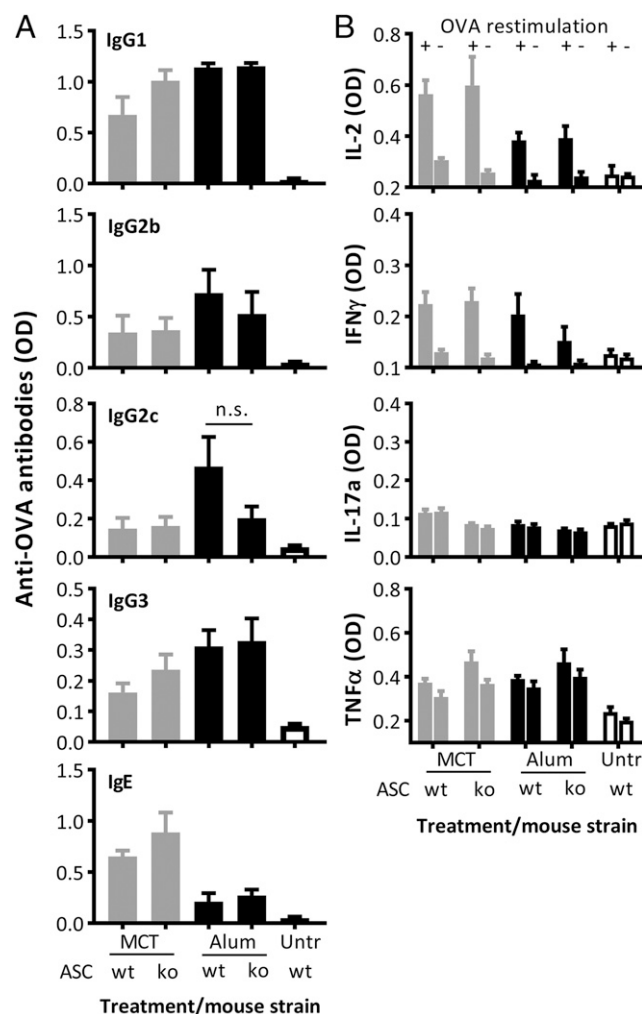 A
Anti-OVA antibodies (OD)
IgG1
1.5
1.0
0.5
0.0
IgG2b
1.5
1.0
0.5
0.0
IgG2c
n.s.
0.8
0.6
0.4
0.2
0.0
IgG3
0.5
0.4
0.3
0.2
0.1
0.0
IgE
1.5
1.0
0.5
0.0
MCT Alum Untr
ASC wt ko wt ko wt
Treatment/mouse strain
B
OVA restimulation
+ - + - + - + - + -
IL-2 (OD)
0.8
0.6
0.4
0.2
IFNγ (OD)
0.4
0.3
0.2
0.1
IL-17a (OD)
0.4
0.3
0.2
0.1
0.0
TNFα (OD)
0.8
0.6
0.4
0.2
MCT Alum Untr
ASC wt ko wt ko wt
Treatment/mouse strain